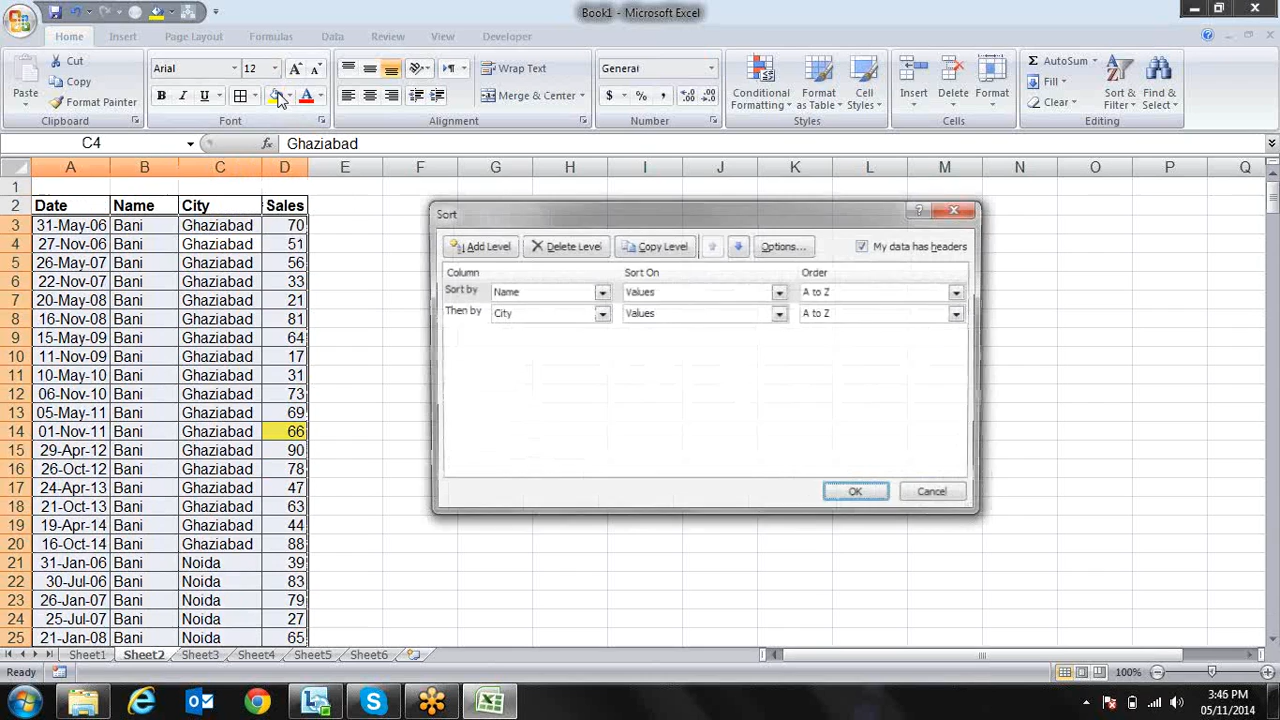 Book1 - Microsoft Excel
Home Insert Page Layout Formulas Data Review View Developer
Paste Cut Copy Format Painter
Arial 12
B I U A
Wrap Text
Merge & Center
General
$ % ,
Conditional Formatting Format as Table Cell Styles
Insert Delete Format
Σ AutoSum Fill Clear
Sort & Filter Find & Select
Clipboard Font Alignment Number Styles Cells Editing
C4 fx Ghaziabad
A B C D E F G H I J K L M N O P Q
1
2 Date Name City Sales
3 31-May-06 Bani Ghaziabad 70
4 27-Nov-06 Bani Ghaziabad 51
5 26-May-07 Bani Ghaziabad 56
6 22-Nov-07 Bani Ghaziabad 33
7 20-May-08 Bani Ghaziabad 21
8 16-Nov-08 Bani Ghaziabad 81
9 15-May-09 Bani Ghaziabad 64
10 11-Nov-09 Bani Ghaziabad 17
11 10-May-10 Bani Ghaziabad 31
12 06-Nov-10 Bani Ghaziabad 73
13 05-May-11 Bani Ghaziabad 69
14 01-Nov-11 Bani Ghaziabad 66
15 29-Apr-12 Bani Ghaziabad 90
16 26-Oct-12 Bani Ghaziabad 78
17 24-Apr-13 Bani Ghaziabad 47
18 21-Oct-13 Bani Ghaziabad 63
19 19-Apr-14 Bani Ghaziabad 44
20 16-Oct-14 Bani Ghaziabad 88
21 31-Jan-06 Bani Noida 39
22 30-Jul-06 Bani Noida 83
23 26-Jan-07 Bani Noida 79
24 25-Jul-07 Bani Noida 27
25 21-Jan-08 Bani Noida 65
Sort
Add Level Delete Level Copy Level Options... My data has headers
Column Sort On Order
Sort by Name Values A to Z
Then by City Values A to Z
OK Cancel
Sheet1 Sheet2 Sheet3 Sheet4 Sheet5 Sheet6
Ready 100%
3:46 PM
05/11/2014